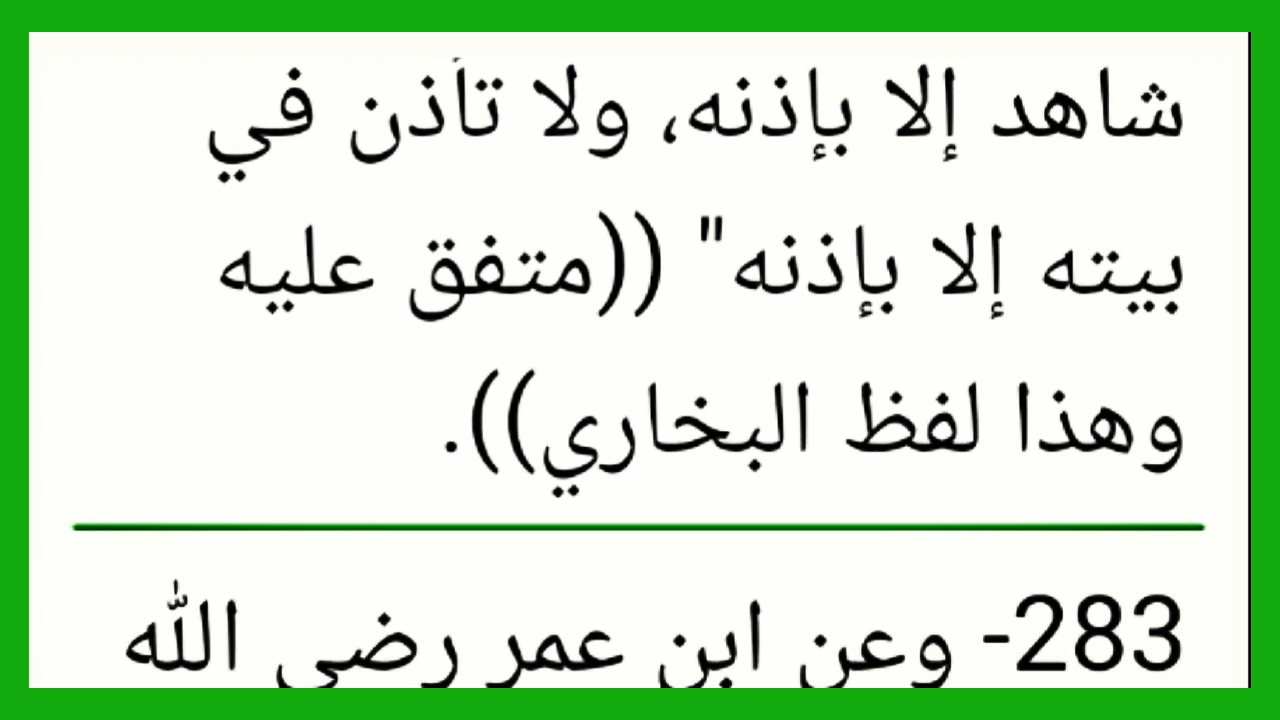 شاهد إلا بإذنه، ولا تأذن في
بيته إلا بإذنه" ((متفق عليه
وهذا لفظ البخاري)).
283- وعن ابن عمر رضي الله